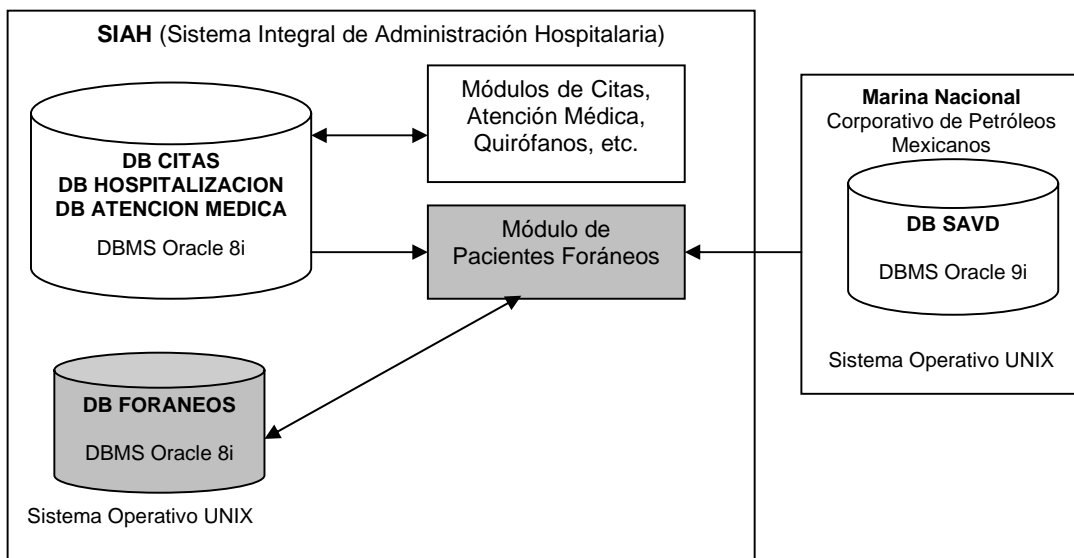 SIAH (Sistema Integral de Administración Hospitalaria)
DB CITAS
DB HOSPITALIZACION
DB ATENCION MEDICA
DBMS Oracle 8i
Módulos de Citas,
Atención Médica,
Quirófanos, etc.
Módulo de
Pacientes Foráneos
DB FORANEOS
DBMS Oracle 8i
Sistema Operativo UNIX
Marina Nacional
Corporativo de Petróleos
Mexicanos
DB SAVD
DBMS Oracle 9i
Sistema Operativo UNIX